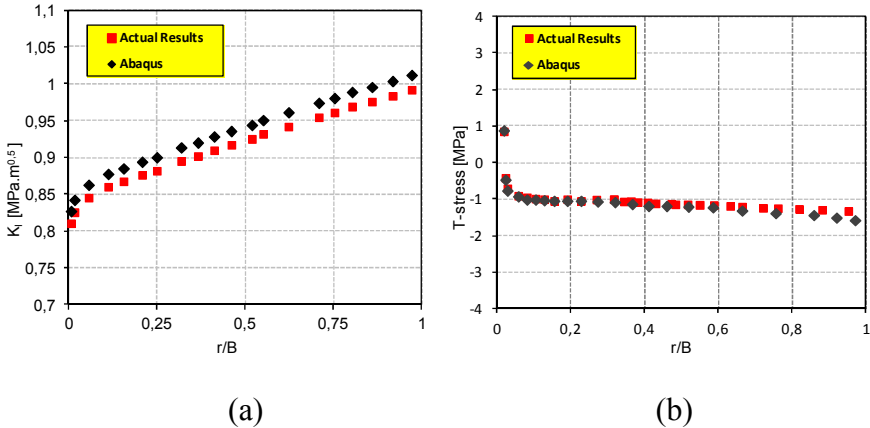 1,1
1,05
1
0,95
0,9
0,85
0,8
0,75
0,7
K_I [MPa.m^0.5]
Actual Results
Abaqus
0
0,25
0,5
0,75
1
r/B
(a)
4
3
2
1
0
-1
-2
-3
-4
T-stress [MPa]
Actual Results
Abaqus
0
0,2
0,4
0,6
0,8
1
r/B
(b)